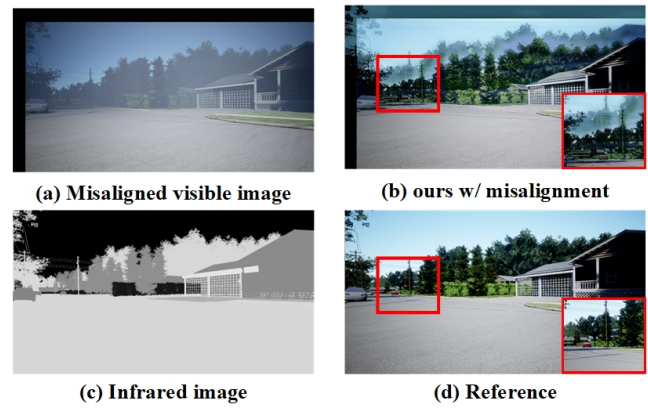 (a) Misaligned visible image
(b) ours w/ misalignment
(c) Infrared image
(d) Reference